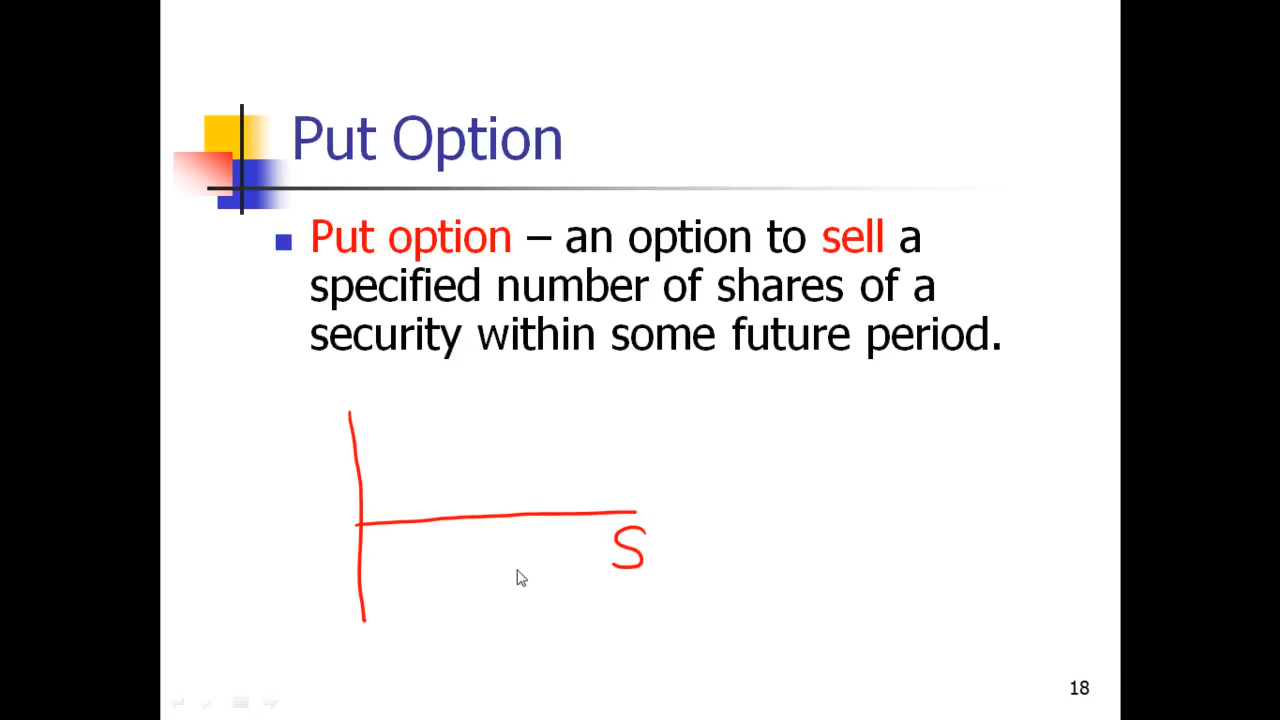 Put Option
Put option – an option to sell a
specified number of shares of a
security within some future period.
S
18